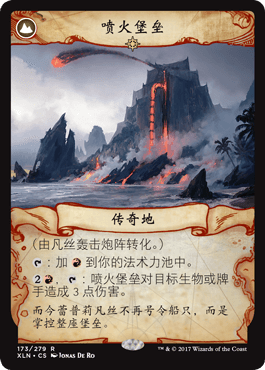 喷火堡垒
传奇地
（由凡丝轰击炮阵转化。）
：加到你的法术力池中。
2，：喷火堡垒对目标生物或牌
手造成 3 点伤害。
而今蕾普莉凡丝不再号令船只，而是
掌控整座堡垒。
173/279 R
XLN • CS JONAS DE RO
™ & © 2017 Wizards of the Coast